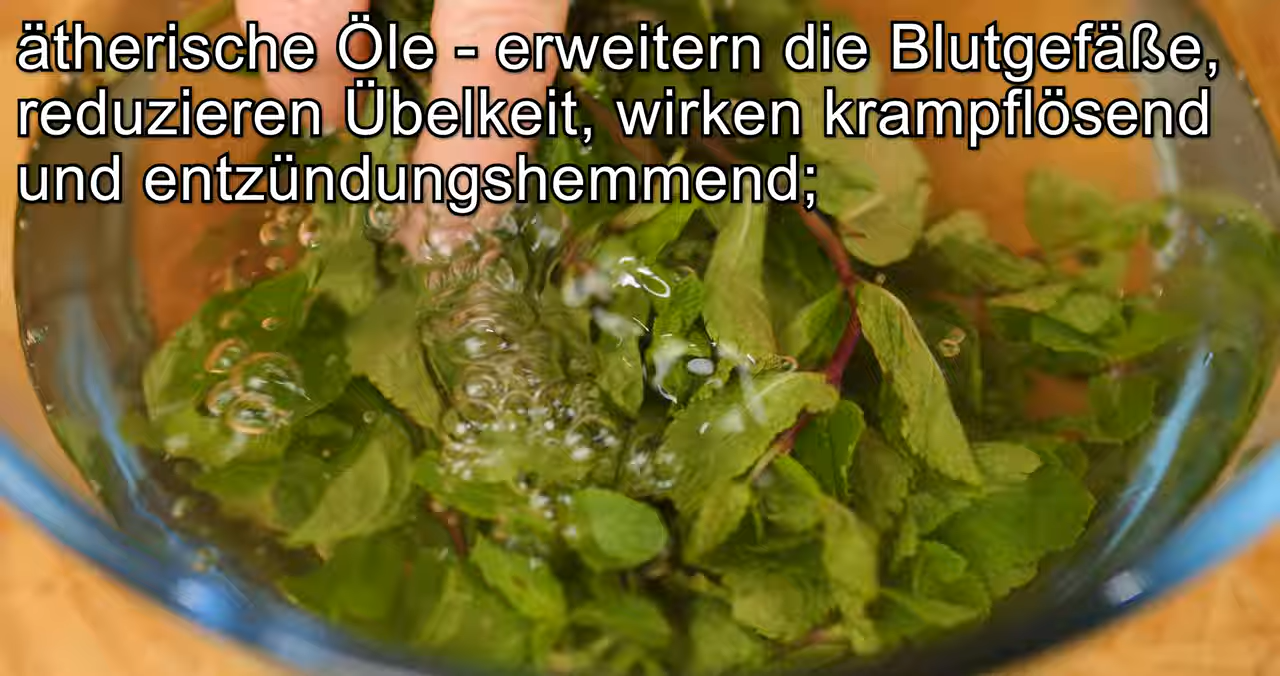 ätherische Öle - erweitern die Blutgefäße,
reduzieren Übelkeit, wirken krampflösend
und entzündungshemmend;